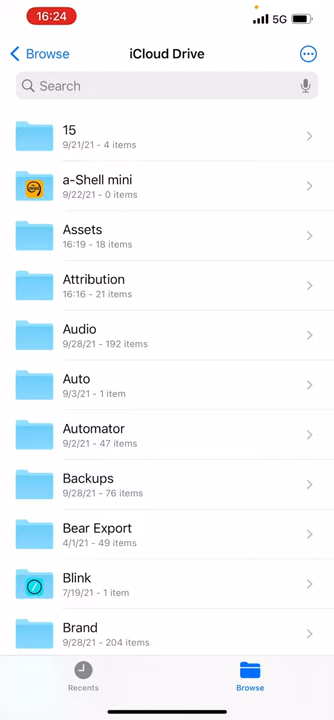 16:24
5G
Browse
iCloud Drive
Search
15
9/21/21 - 4 items
a-Shell mini
9/22/21 - 0 items
Assets
16:19 - 18 items
Attribution
16:16 - 21 items
Audio
9/28/21 - 192 items
Auto
9/3/21 - 1 item
Automator
9/2/21 - 47 items
Backups
9/28/21 - 76 items
Bear Export
4/1/21 - 49 items
Blink
7/19/21 - 1 item
Brand
9/28/21 - 204 items
Recents
Browse